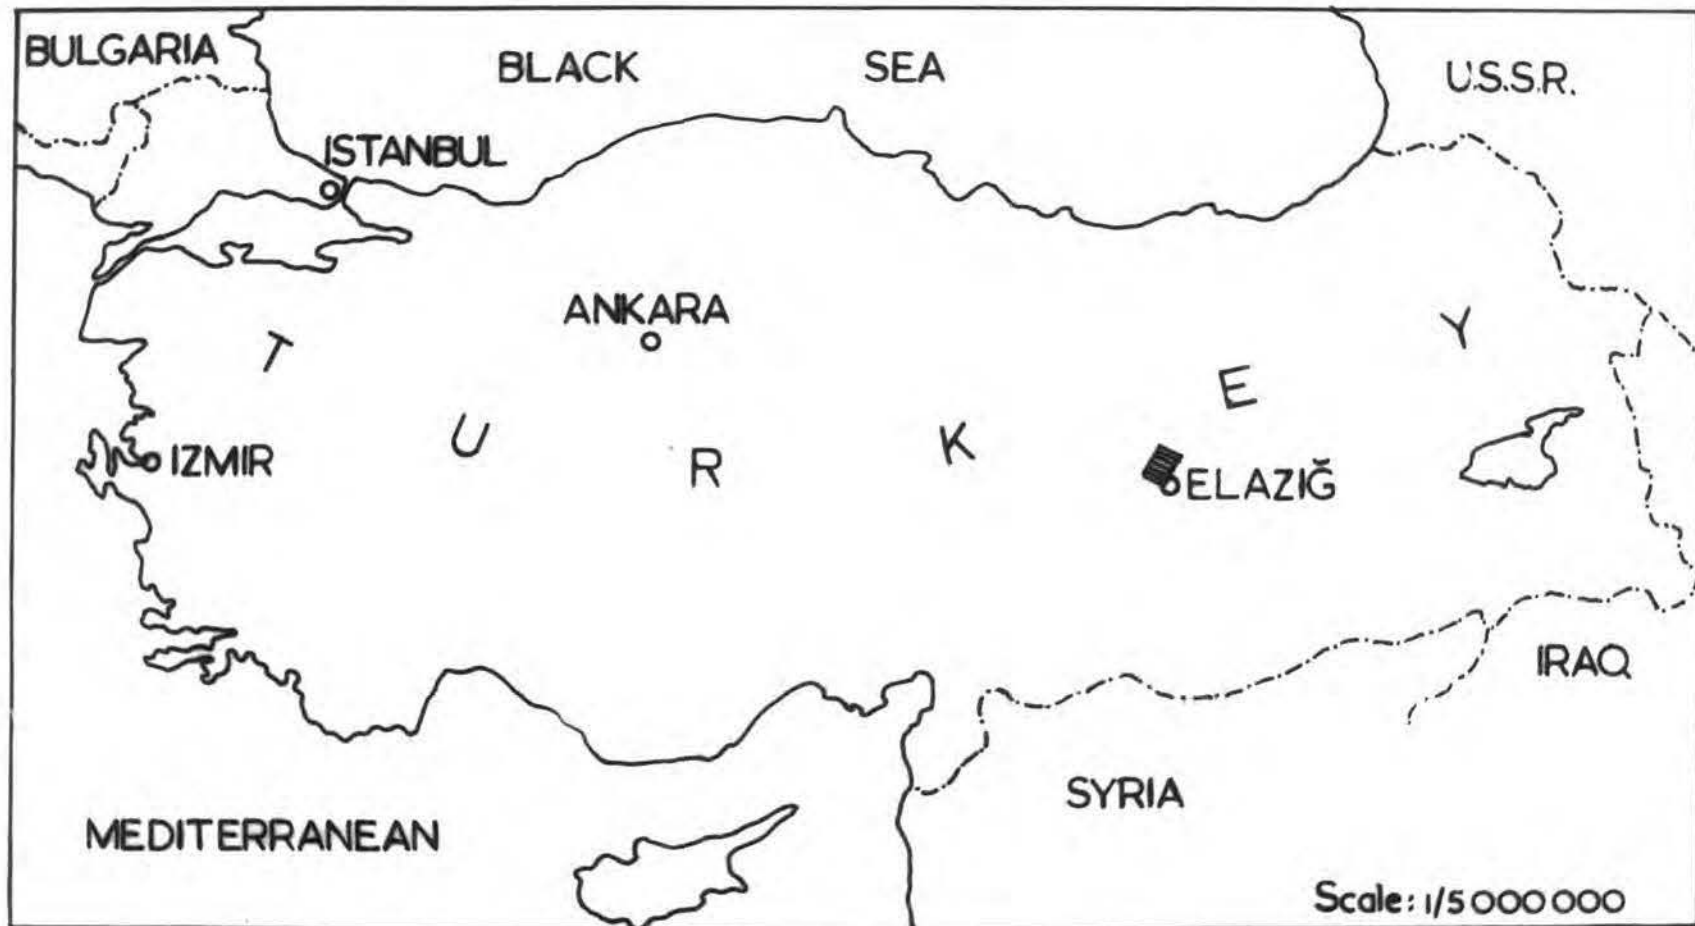 BULGARIA
BLACK SEA
U.S.S.R.
ISTANBUL
ANKARA
T U R K E Y
IZMIR
ELAZIĞ
IRAQ
SYRIA
MEDITERRANEAN
Scale: 1/5 000 000